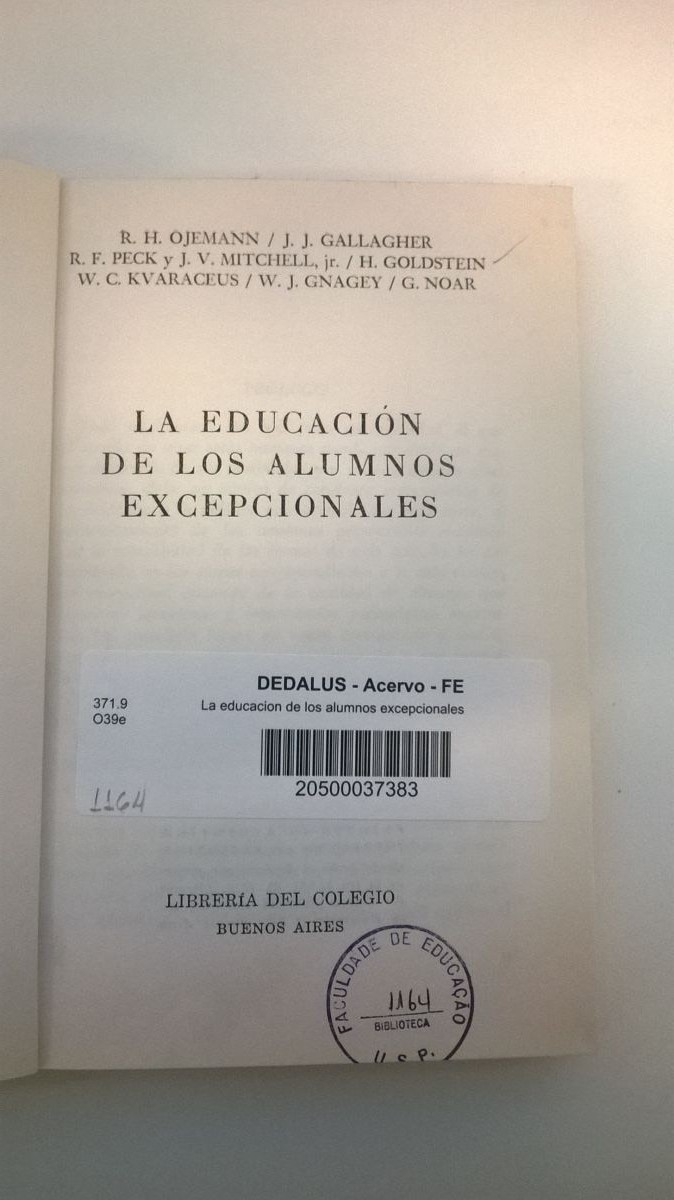 R. H. OJEMANN / J. J. GALLAGHER
R. F. PECK y J. V. MITCHELL, jr. / H. GOLDSTEIN
W. C. KVARACEUS / W. J. GNAGEY / G. NOAR
LA EDUCACIÓN
DE LOS ALUMNOS
EXCEPCIONALES
DEDALUS - Acervo - FE
371.9
O39e
La educacion de los alumnos excepcionales
20500037383
1164
LIBRERÍA DEL COLEGIO
BUENOS AIRES
FACULDADE DE EDUCAÇÃO
1164
BIBLIOTECA
U.S.P.